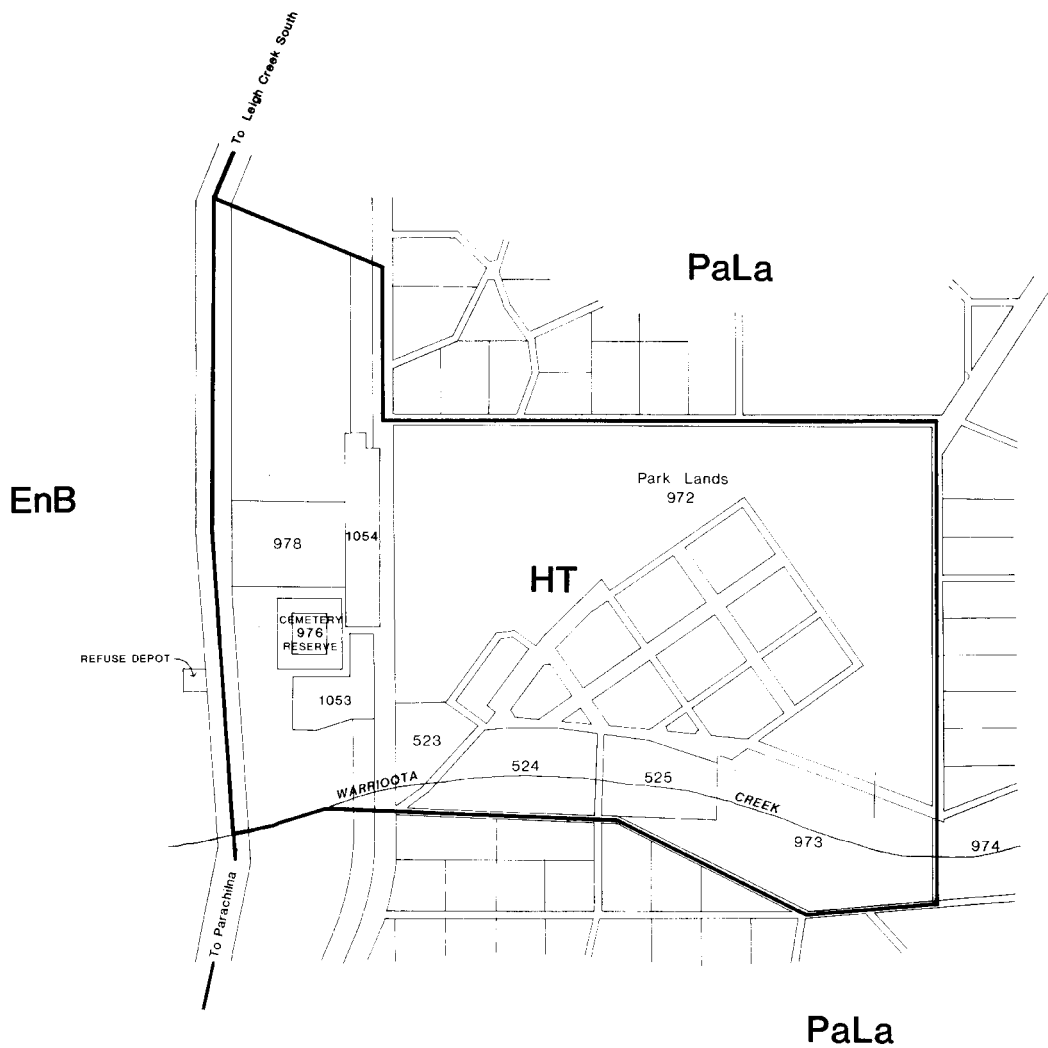 To Leigh Creek South
PaLa
EnB
Park Lands
972
978
1054
HT
CEMETERY
976
RESERVE
REFUSE DEPOT
1053
523
524
525
WARRIOOTA
CREEK
973
974
To Parachilna
PaLa